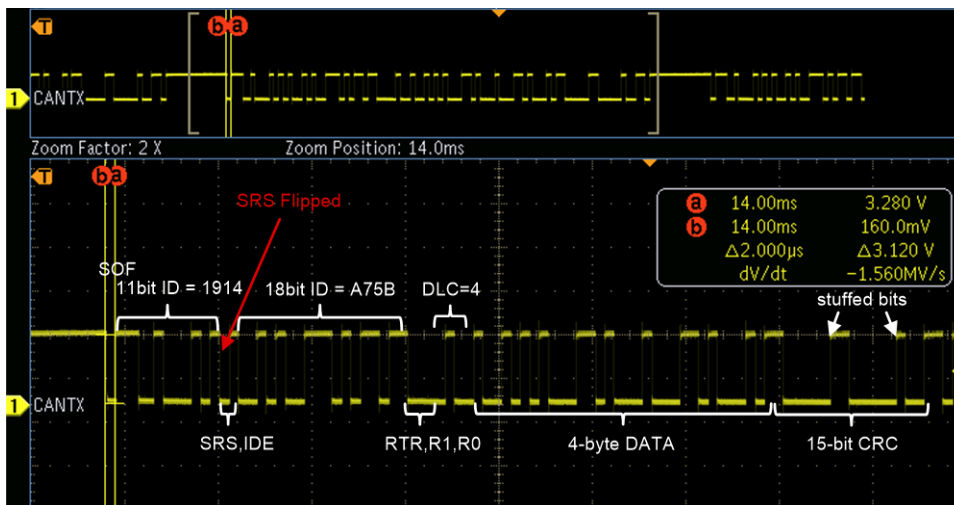 T
b a
1 CANTX
Zoom Factor: 2 X Zoom Position: 14.0ms
T
b a
a 14.00ms 3.280 V
b 14.00ms 160.0mV
Δ2.000μs Δ3.120 V
dV/dt -1.560MV/s
SRS Flipped
SOF
11bit ID = 1914 18bit ID = A75B DLC=4
stuffed bits
1 CANTX
SRS,IDE RTR,R1,R0 4-byte DATA 15-bit CRC